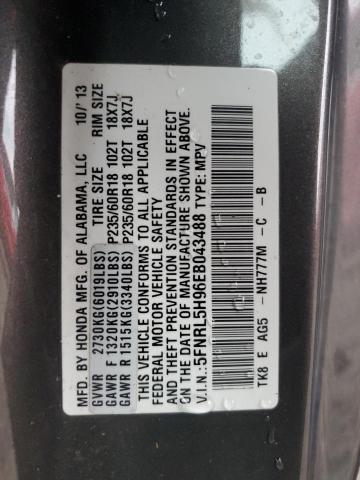 MFD. BY HONDA MFG. OF ALABAMA, LLC 10/'13
GVWR 2730KG(6019LBS) TIRE SIZE RIM SIZE
GAWR F 1320KG(2910LBS) P235/60R18 102T 18X7J
GAWR R 1515KG(3340LBS) P235/60R18 102T 18X7J
THIS VEHICLE CONFORMS TO ALL APPLICABLE
FEDERAL MOTOR VEHICLE SAFETY
AND THEFT PREVENTION STANDARDS IN EFFECT
ON THE DATE OF MANUFACTURE SHOWN ABOVE.
V.I.N.: 5FNRL5H96EB043488 TYPE: MPV
TK8 E AG5 -NH777M -C -B